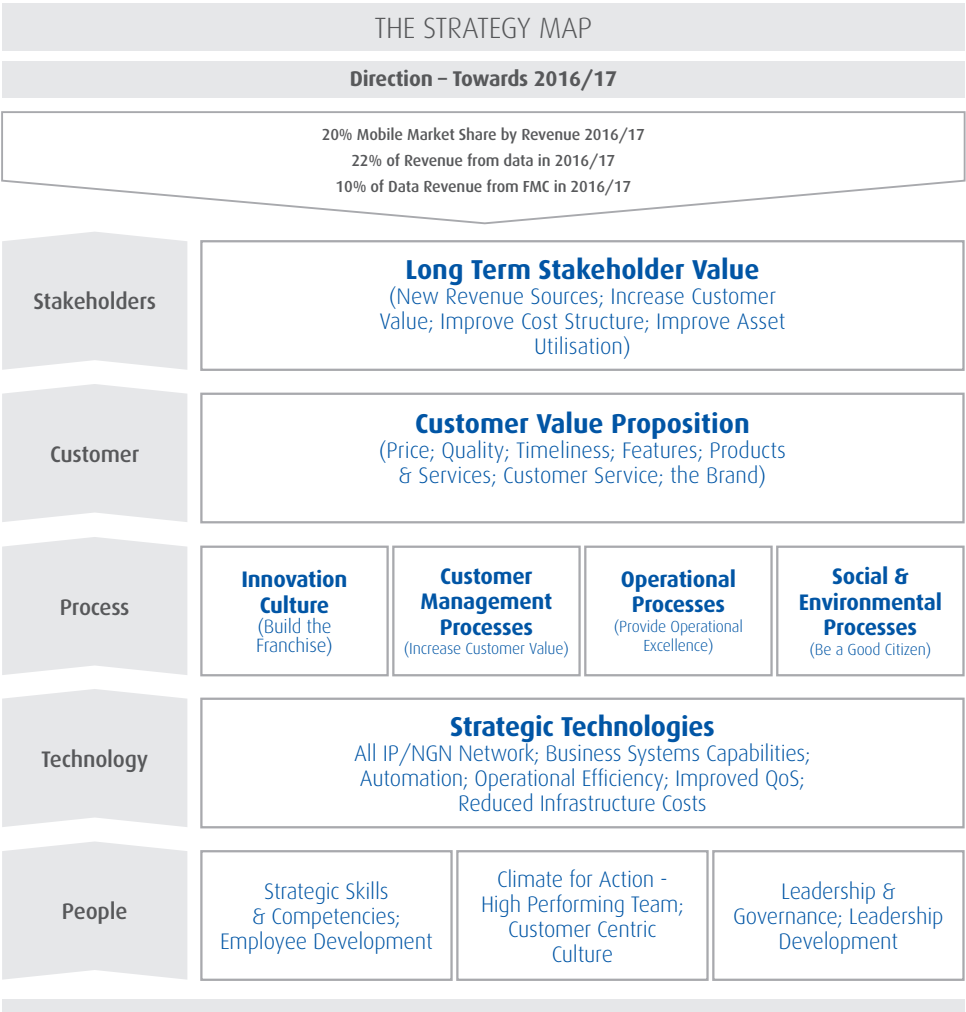 THE STRATEGY MAP
Direction – Towards 2016/17
20% Mobile Market Share by Revenue 2016/17
22% of Revenue from data in 2016/17
10% of Data Revenue from FMC in 2016/17
Stakeholders
Long Term Stakeholder Value
(New Revenue Sources; Increase Customer
Value; Improve Cost Structure; Improve Asset
Utilisation)
Customer
Customer Value Proposition
(Price; Quality; Timeliness; Features; Products
& Services; Customer Service; the Brand)
Process
Innovation
Culture
(Build the
Franchise)
Customer
Management
Processes
(Increase Customer Value)
Operational
Processes
(Provide Operational
Excellence)
Social &
Environmental
Processes
(Be a Good Citizen)
Technology
Strategic Technologies
All IP/NGN Network; Business Systems Capabilities;
Automation; Operational Efficiency; Improved QoS;
Reduced Infrastructure Costs
People
Strategic Skills
& Competencies;
Employee Development
Climate for Action -
High Performing Team;
Customer Centric
Culture
Leadership &
Governance; Leadership
Development